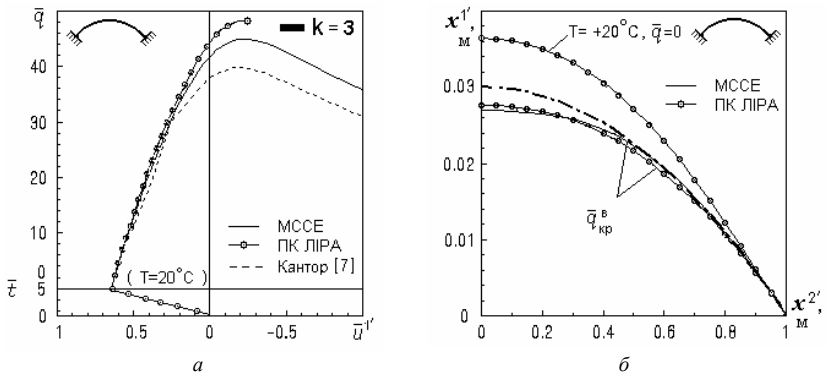 q̄
k = 3
40
30
20
10
0
5
0
t̄
МССЕ
ПК ЛІРА
Кантор [7]
( T=20°C )
1 0.5 0 -0.5 -1
ū1′
а
x1′,
м
T= +20°C , q̄=0
0.03
0.02
0.01
0
МССЕ
ПК ЛІРА
q̄ в кр
x2′,
м
0 0.2 0.4 0.6 0.8 1
б